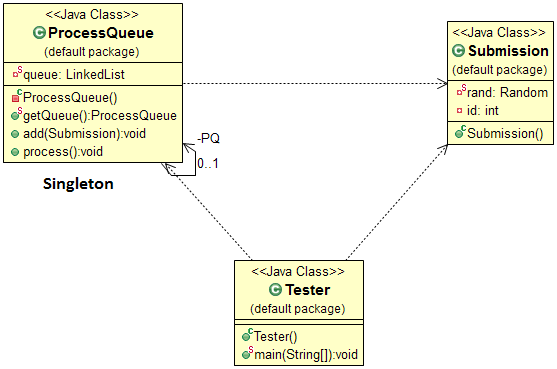 <<Java Class>>
ProcessQueue
(default package)
queue: LinkedList
ProcessQueue()
getQueue():ProcessQueue
add(Submission):void
process():void
Singleton
-PQ
0..1
<<Java Class>>
Submission
(default package)
rand: Random
id: int
Submission()
<<Java Class>>
Tester
(default package)
Tester()
main(String[]):void